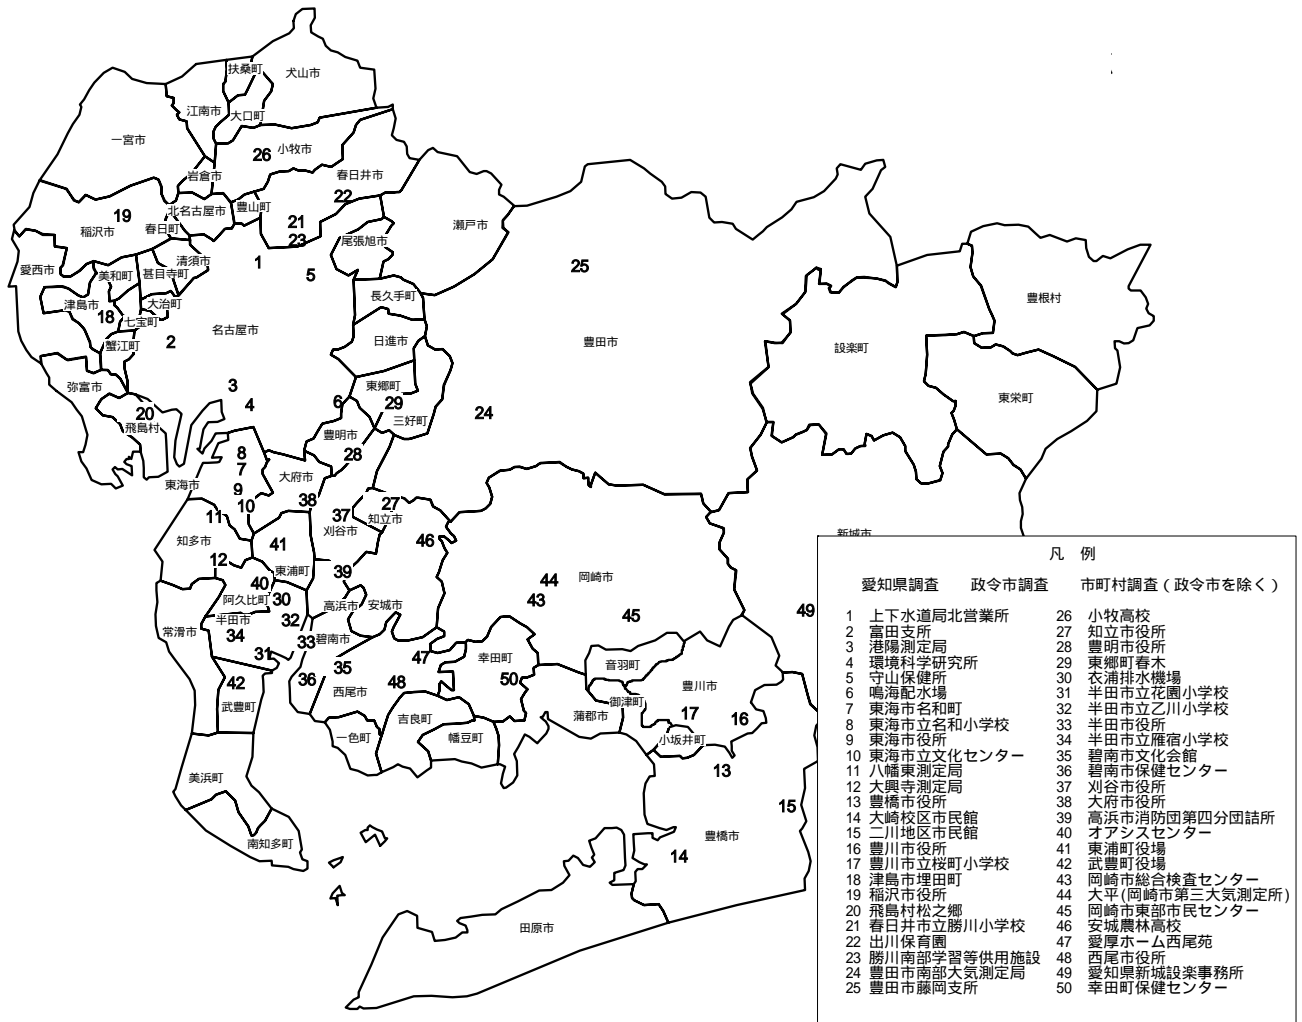 扶桑町
犬山市
江南市
大口町
一宮市
26 小牧市
岩倉市
春日井市
22
19
北名古屋市
豊山町
21
瀬戸市
稲沢市
春日町
23
尾張旭市
愛西市
清須市
1
5
25
美和町
甚目寺町
長久手町
豊根村
津島市
大治町
18
七宝町
名古屋市
2
蟹江町
日進市
豊田市
設楽町
弥富市
3
東郷町
東栄町
20
4
6
29
24
飛島村
三好町
豊明市
8
28
7
東海市
大府市
9
10
38
27
11
37
知立市
刈谷市
新城市
知多市
41
46
12
東浦町
39
40
44
岡崎市
阿久比町
30
高浜市
安城市
43
45
49
半田市
32
常滑市
34
33
碧南市
31
35
47
幸田町
音羽町
42
36
西尾市
48
50
豊川市
武豊町
吉良町
蒲郡市
御津町
17
16
一色町
幡豆町
小坂井町
美浜町
13
15
南知多町
豊橋市
14
田原市
凡 例
愛知県調査 政令市調査 市町村調査(政令市を除く)
1 上下水道局北営業所 26 小牧高校
2 富田支所 27 知立市役所
3 港陽測定局 28 豊明市役所
4 環境科学研究所 29 東郷町春木
5 守山保健所 30 衣浦排水機場
6 鳴海配水場 31 半田市立花園小学校
7 東海市名和町 32 半田市立乙川小学校
8 東海市立名和小学校 33 半田市役所
9 東海市役所 34 半田市立雁宿小学校
10 東海市立文化センター 35 碧南市文化会館
11 八幡東測定局 36 碧南市保健センター
12 大興寺測定局 37 刈谷市役所
13 豊橋市役所 38 大府市役所
14 大崎校区市民館 39 高浜市消防団第四分団詰所
15 二川地区市民館 40 オアシスセンター
16 豊川市役所 41 東浦町役場
17 豊川市立桜町小学校 42 武豊町役場
18 津島市埋田町 43 岡崎市総合検査センター
19 稲沢市役所 44 大平(岡崎市第三大気測定所)
20 飛島村松之郷 45 岡崎市東部市民センター
21 春日井市立勝川小学校 46 安城農林高校
22 出川保育園 47 愛厚ホーム西尾苑
23 勝川南部学習等供用施設 48 西尾市役所
24 豊田市南部大気測定局 49 愛知県新城設楽事務所
25 豊田市藤岡支所 50 幸田町保健センター